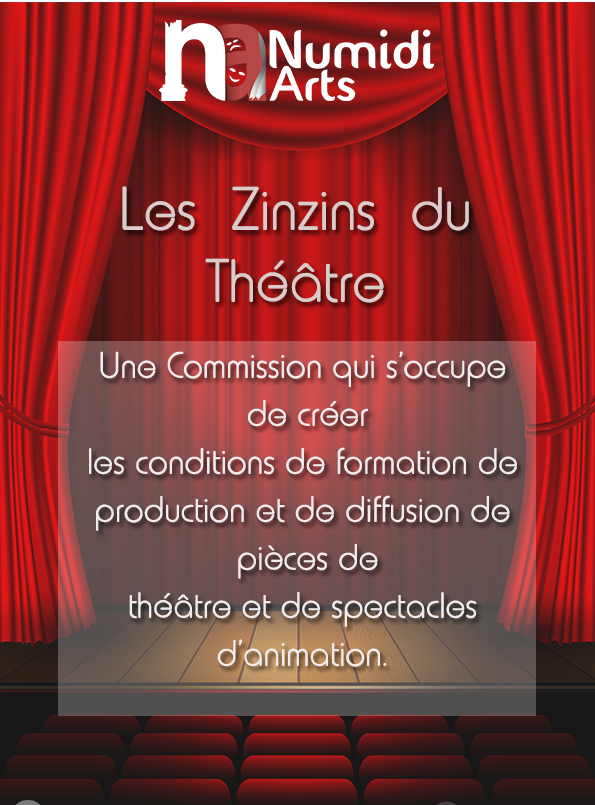 Numidi
Arts
Les Zinzins du
Théâtre
Une Commission qui s'occupe
de créer
les conditions de formation de
production et de diffusion de
pièces de
théâtre et de spectacles
d'animation.